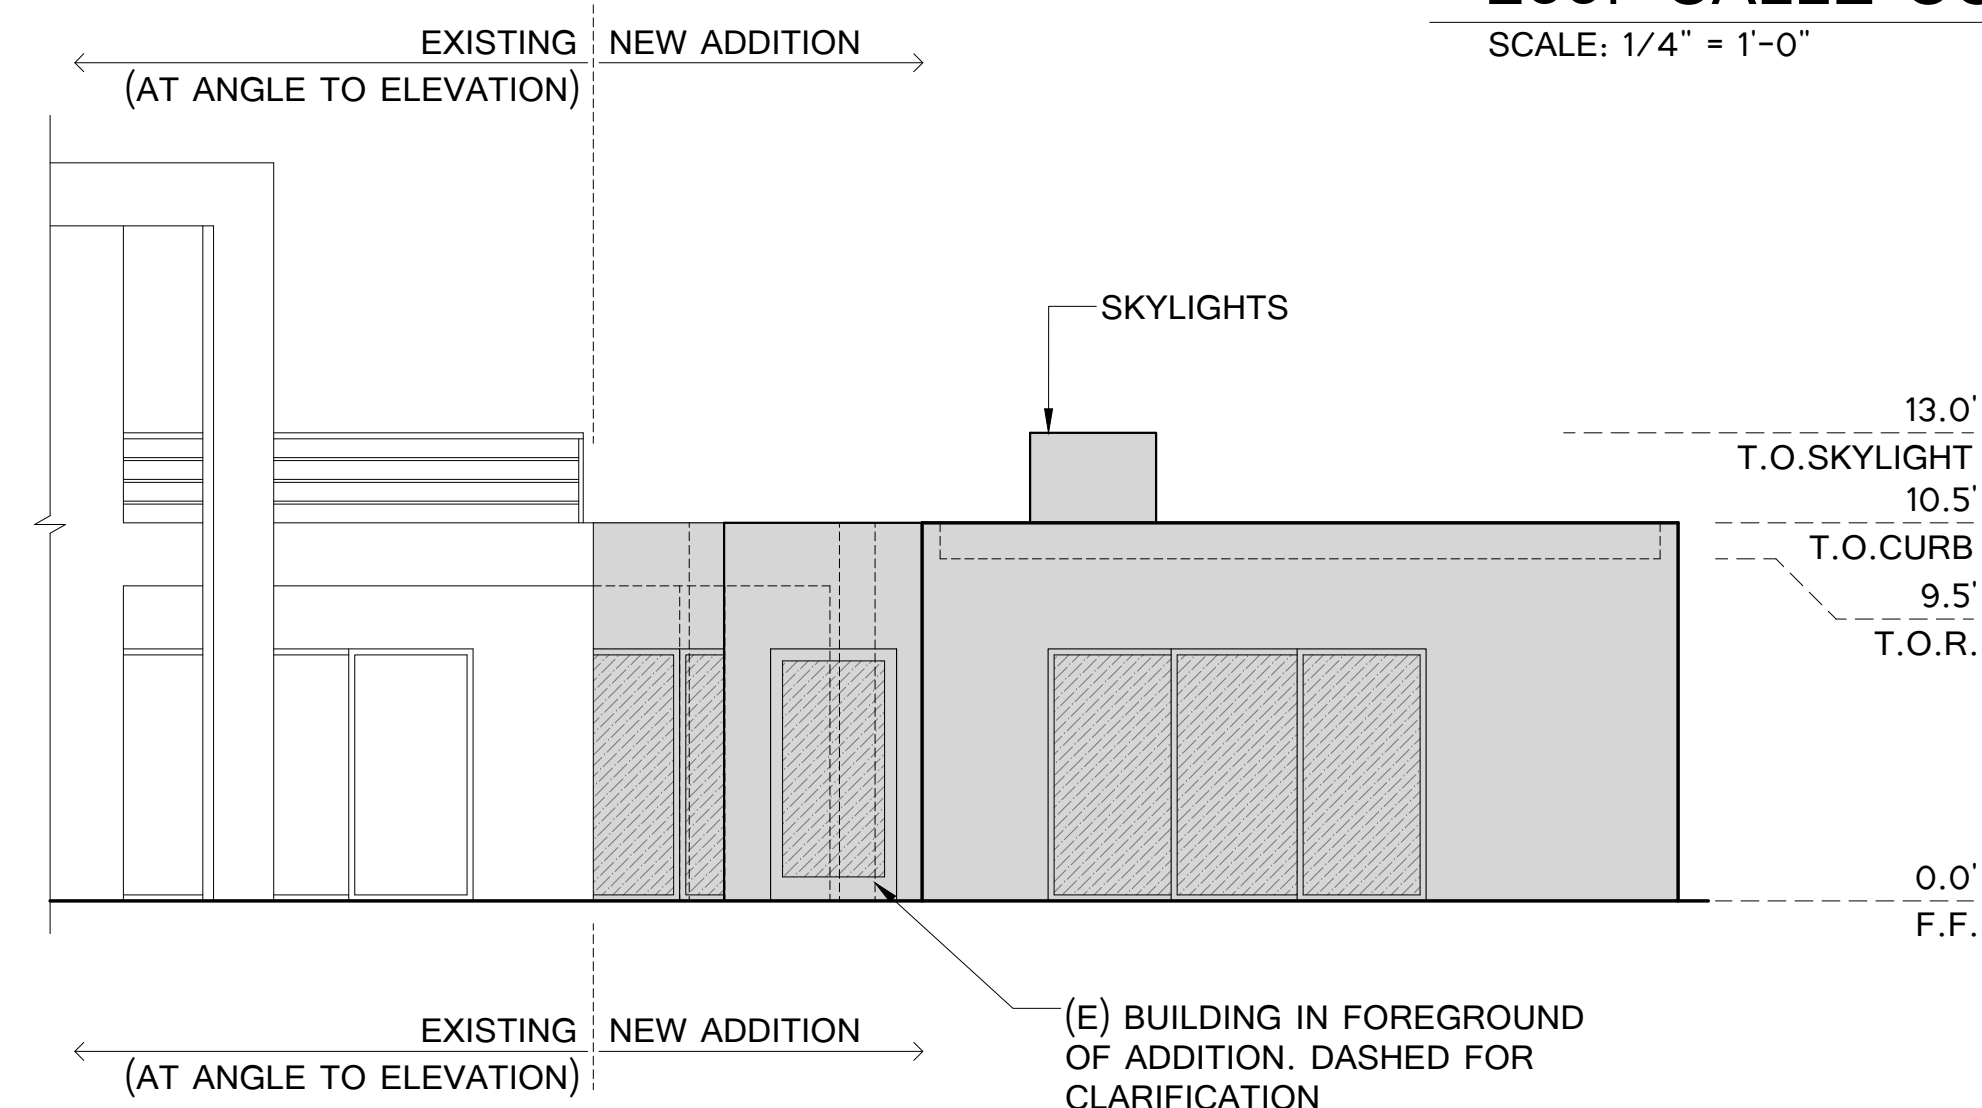 SCALE: 1/4" = 1'-0"
EXISTING NEW ADDITION
(AT ANGLE TO ELEVATION)
SKYLIGHTS
13.0'
T.O.SKYLIGHT
10.5'
T.O.CURB
9.5'
T.O.R.
0.0'
F.F.
EXISTING NEW ADDITION
(AT ANGLE TO ELEVATION)
(E) BUILDING IN FOREGROUND
OF ADDITION. DASHED FOR
CLARIFICATION